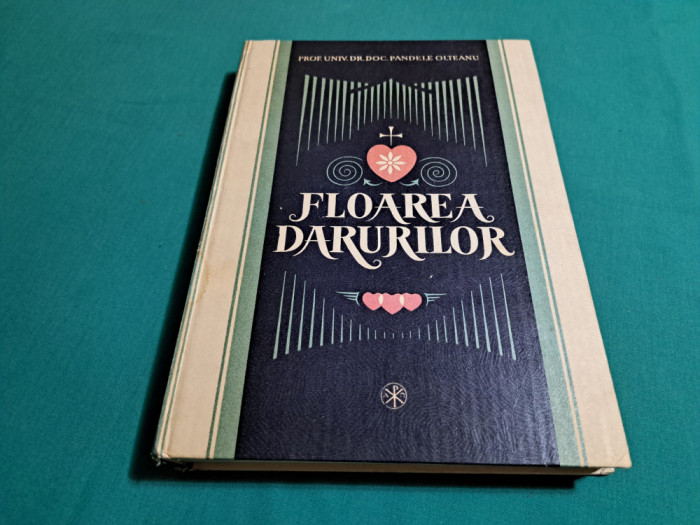 PROF. UNIV. DR. DOC. PANDELE OLTEANU
FLOAREA
DARURILOR